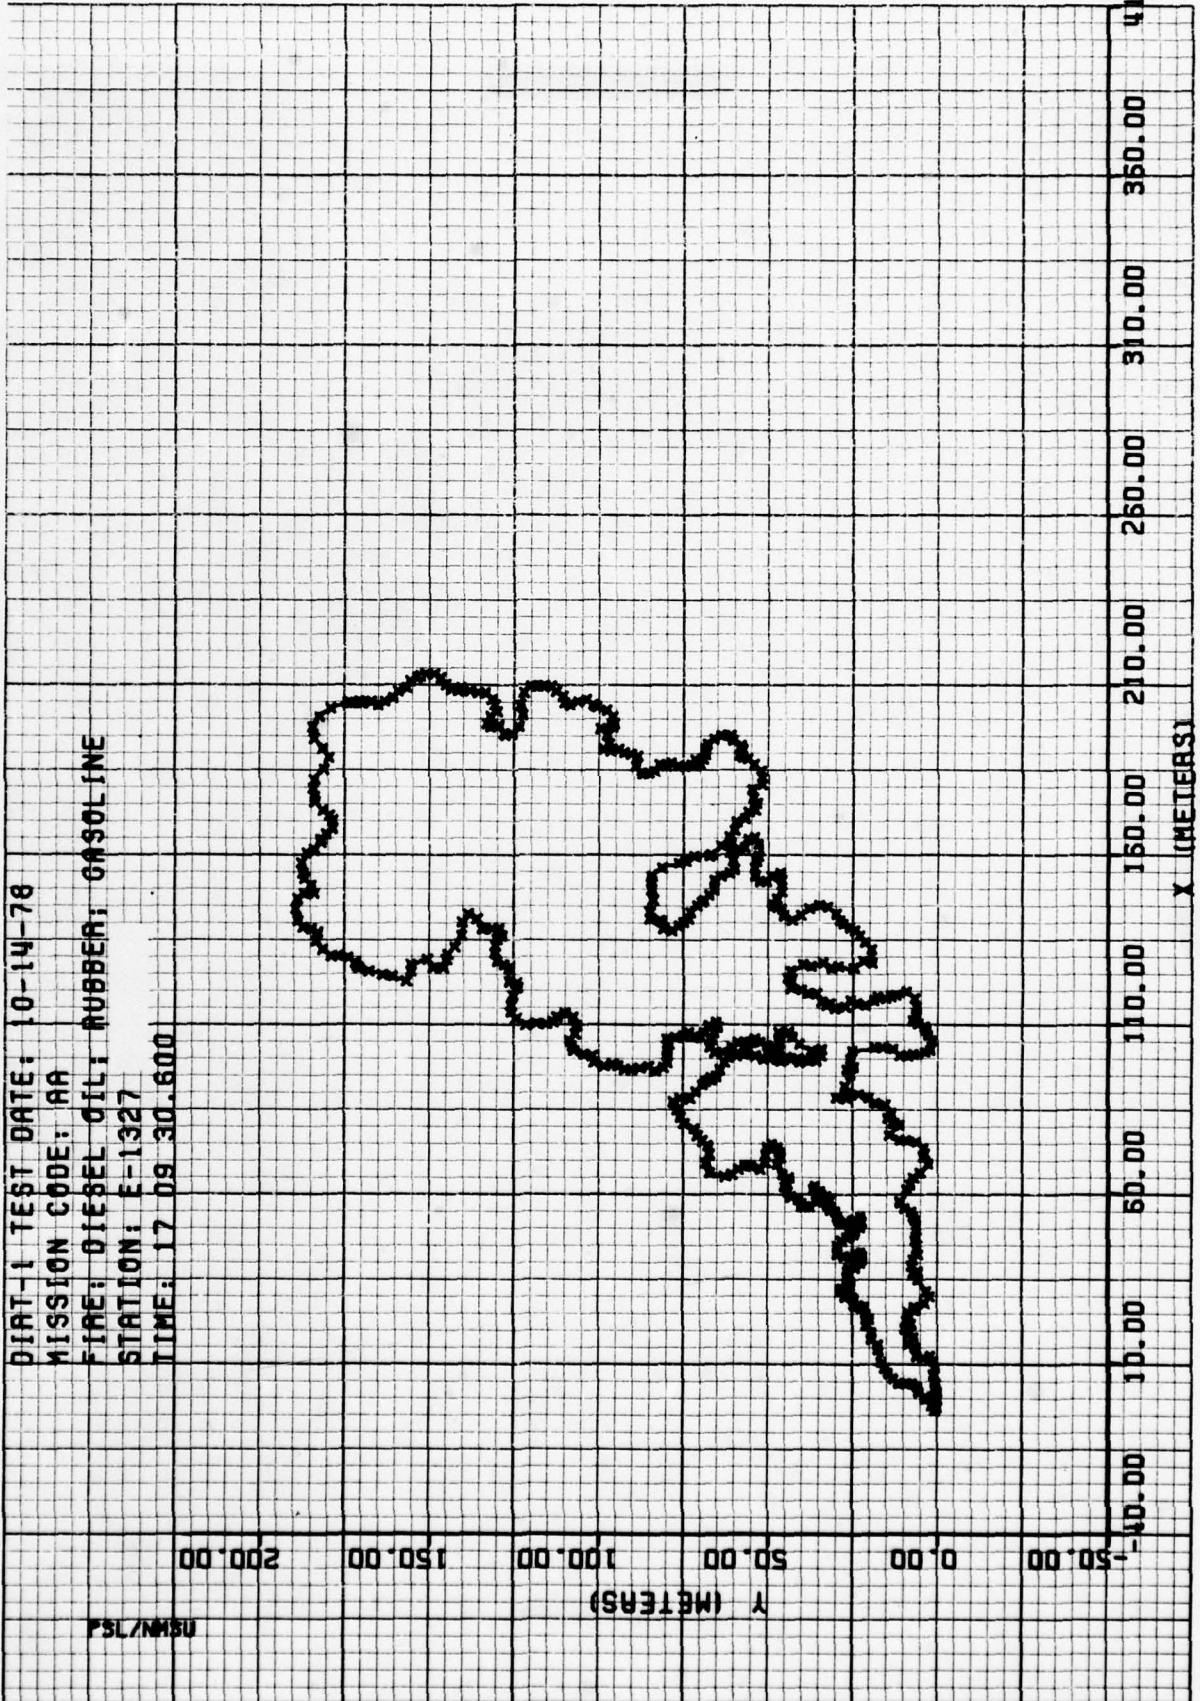 DIRT-1 TEST DATE: 10-14-78
MISSION CODE: AA
FIRE: DIESEL OIL; RUBBER; GASOLINE
STATION: E-1327
TIME: 17 09 30.600
PSL/NMSU
Y (METERS)
200.00
150.00
100.00
50.00
0.00
-50.00
-40.00
10.00
60.00
110.00
160.00
210.00
260.00
310.00
360.00
41
X (METERS)